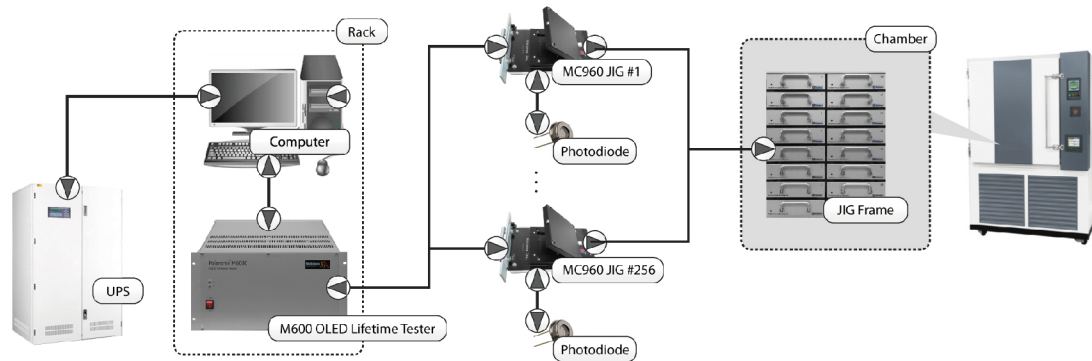 Rack
Chamber
MC960 JIG #1
Computer
Photodiode
JIG Frame
UPS
MC960 JIG #256
M600 OLED Lifetime Tester
Photodiode